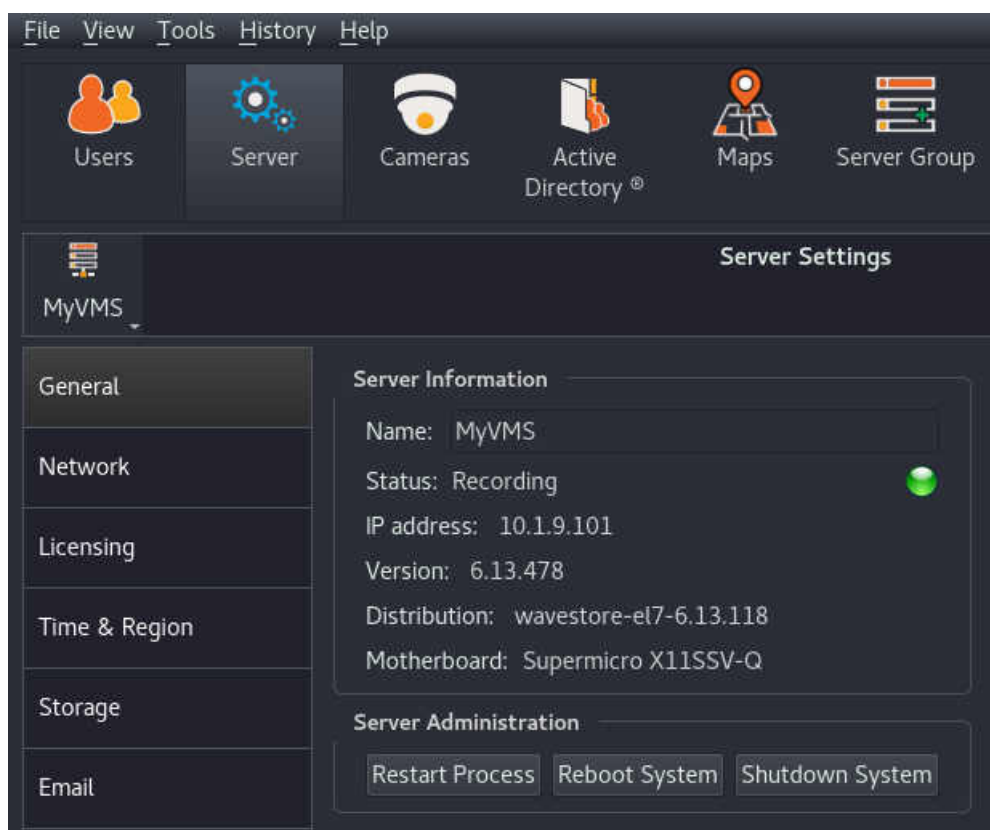 File View Tools History Help
Users Server Cameras Active Directory ® Maps Server Group
Server Settings
MyVMS
General
Network
Licensing
Time & Region
Storage
Email
Server Information
Name: MyVMS
Status: Recording
IP address: 10.1.9.101
Version: 6.13.478
Distribution: wavestore-el7-6.13.118
Motherboard: Supermicro X11SSV-Q
Server Administration
Restart Process Reboot System Shutdown System